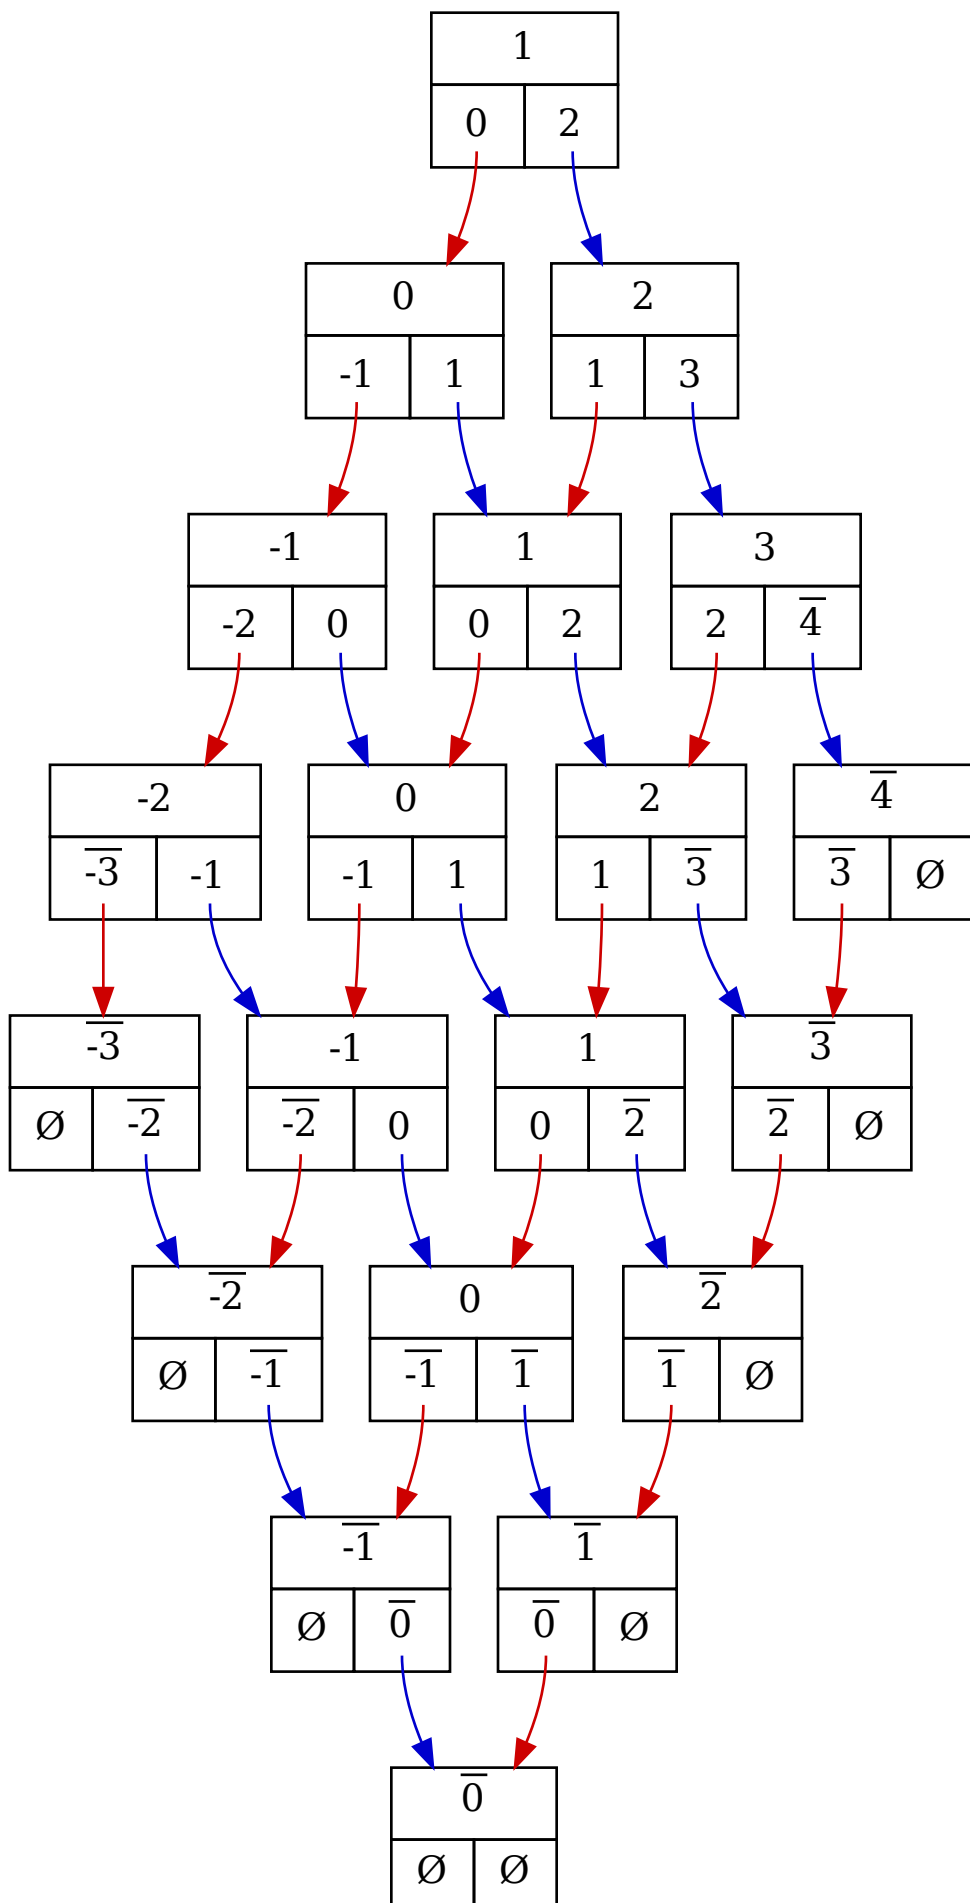 1
0 2
0 2
-1 1 1 3
-1 1 3
-2 0 0 2 2 4̅
-2 0 2 4̅
-̅3̅ -1 -1 1 1 3̅ 3̅ Ø
-̅3̅ -1 1 3̅
Ø -̅2̅ -̅2̅ 0 0 2̅ 2̅ Ø
-̅2̅ 0 2̅
Ø -̅1̅ -̅1̅ 1̅ 1̅ Ø
-̅1̅ 1̅
Ø 0̅ 0̅ Ø
0̅
Ø Ø